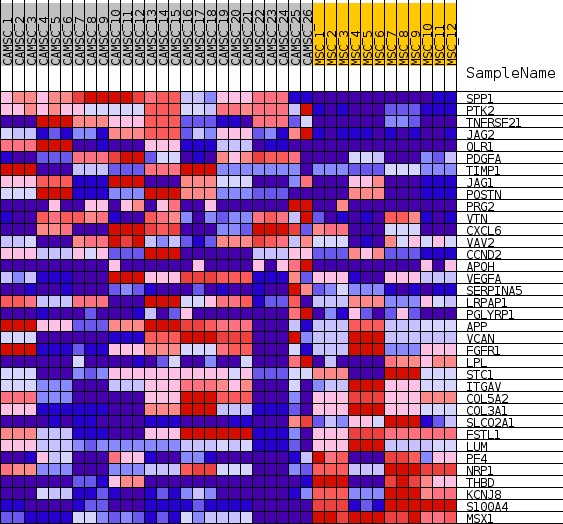 CAMSC_1 CAMSC_2 CAMSC_3 CAMSC_4 CAMSC_5 CAMSC_6 CAMSC_7 CAMSC_8 CAMSC_9 CAMSC_10 CAMSC_11 CAMSC_12 CAMSC_13 CAMSC_14 CAMSC_15 CAMSC_16 CAMSC_17 CAMSC_18 CAMSC_19 CAMSC_20 CAMSC_21 CAMSC_22 CAMSC_23 CAMSC_24 CAMSC_25 CAMSC_26 MSC_1 MSC_2 MSC_3 MSC_4 MSC_5 MSC_6 MSC_7 MSC_8 MSC_9 MSC_10 MSC_11 MSC_12
SampleName
SPP1
PTK2
TNFRSF21
JAG2
OLR1
PDGFA
TIMP1
JAG1
POSTN
PRG2
VTN
CXCL6
VAV2
CCND2
APOH
VEGFA
SERPINA5
LRPAP1
PGLYRP1
APP
VCAN
FGFR1
LPL
STC1
ITGAV
COL5A2
COL3A1
SLCO2A1
FSTL1
LUM
PF4
NRP1
THBD
KCNJ8
S100A4
MSX1